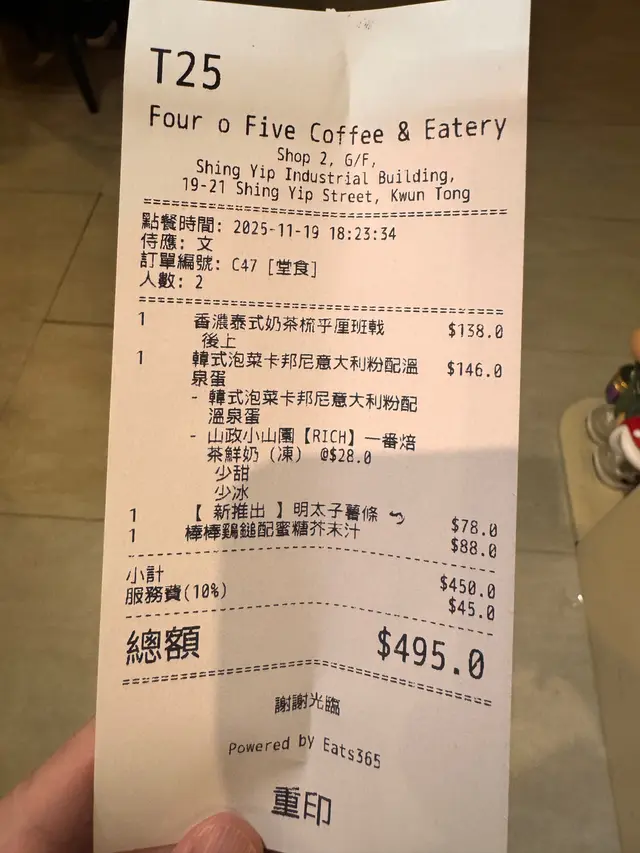 T25
Four o Five Coffee & Eatery
Shop 2, G/F,
Shing Yip Industrial Building,
19-21 Shing Yip Street, Kwun Tong
點餐時間: 2025-11-19 18:23:34
侍應: 文
訂單編號: C47 [堂食]
人數: 2
1 香濃泰式奶茶梳乎厘班戟 $138.0
後上
1 韓式泡菜卡邦尼意大利粉配溫 $146.0
泉蛋
- 韓式泡菜卡邦尼意大利粉配
溫泉蛋
- 山政小山園【RICH】一番焙
茶鮮奶 (凍) @$28.0
少甜
少冰
1 【 新推出 】明太子薯條 $78.0
1 棒棒鷄鎚配蜜糖芥末汁 $88.0
小計 $450.0
服務費(10%) $45.0
總額 $495.0
謝謝光臨
Powered by Eats365
重印